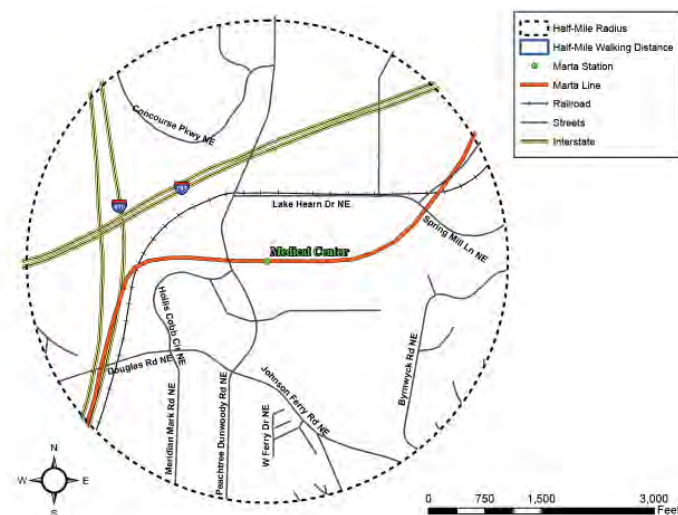 Half-Mile Radius
Half-Mile Walking Distance
Marta Station
Marta Line
Railroad
Streets
Interstate
Concourse Pkwy NE
Lake Hearn Dr NE
Spring Mill Ln NE
Medical Center
Hollis Cobb Cir NE
Douglas Rd NE
Johnson Ferry Rd NE
Byrnwyck Rd NE
Meridian Mark Rd NE
Peachtree Dunwoody Rd NE
W Ferry Dr NE
N
W
E
S
0 750 1,500 3,000
Feet